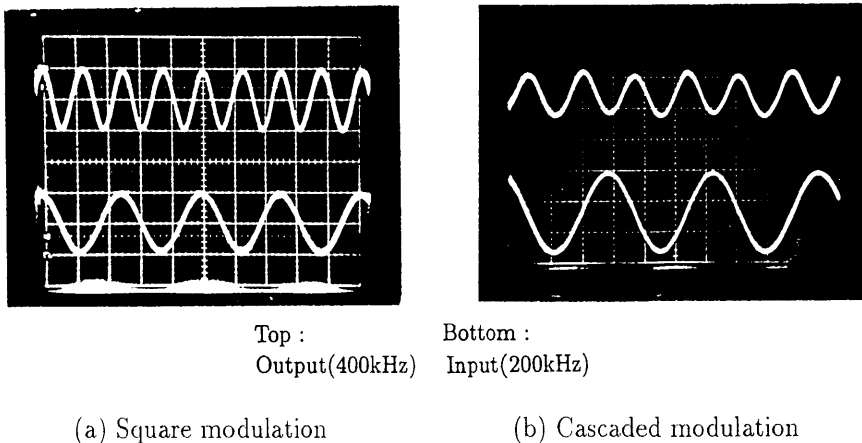 Top : Bottom :
Output(400kHz) Input(200kHz)
(a) Square modulation (b) Cascaded modulation